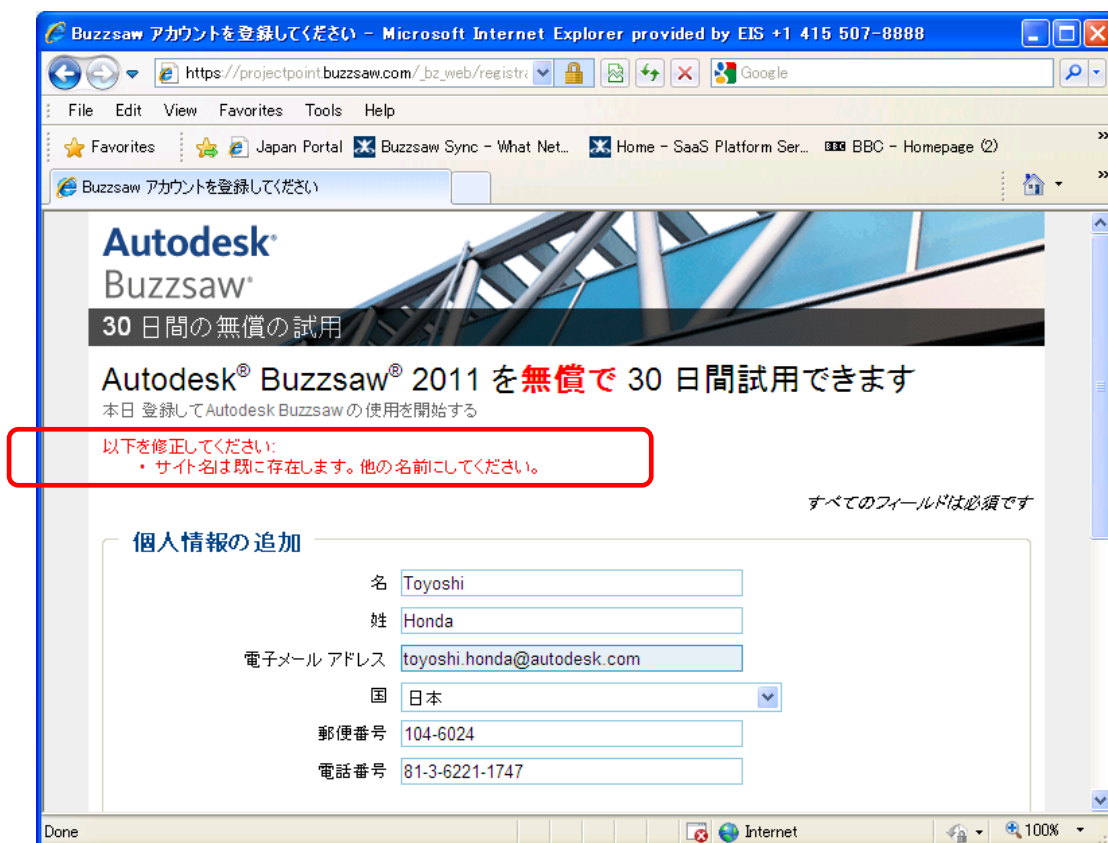 Buzzsaw アカウントを登録してください - Microsoft Internet Explorer provided by EIS +1 415 507-8888
https://projectpoint.buzzsaw.com/_bz_web/registra
Google
File Edit View Favorites Tools Help
Favorites Japan Portal Buzzsaw Sync - What Net... Home - SaaS Platform Ser... BBC - Homepage (2)
Buzzsaw アカウントを登録してください
Autodesk®
Buzzsaw®
30 日間の無償の試用
Autodesk® Buzzsaw® 2011 を無償で 30 日間試用できます
本日 登録してAutodesk Buzzsaw の使用を開始する
以下を修正してください:
• サイト名は既に存在します。他の名前にしてください。
すべてのフィールドは必須です
個人情報の追加
名 Toyoshi
姓 Honda
電子メール アドレス toyoshi.honda@autodesk.com
国 日本
郵便番号 104-6024
電話番号 81-3-6221-1747
Done Internet 100%